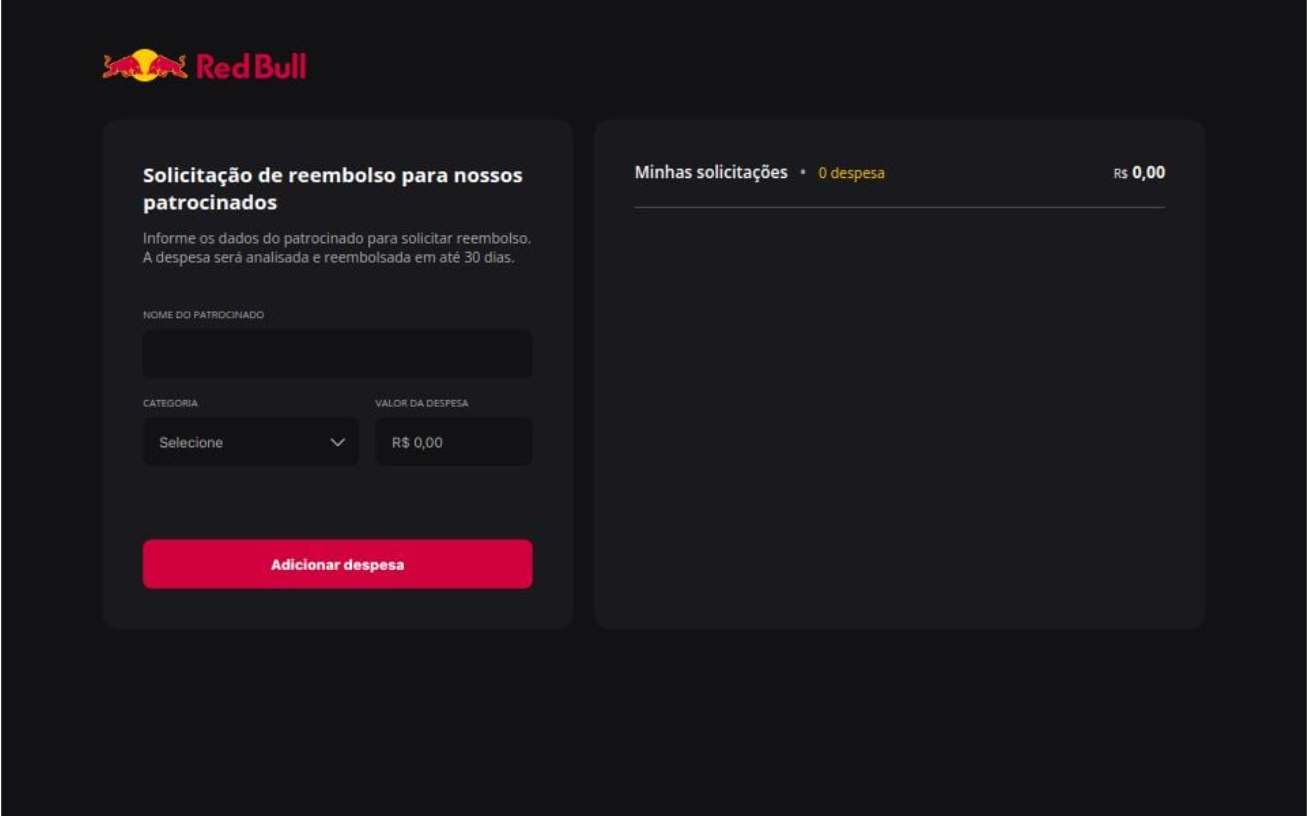 Red Bull
Solicitação de reembolso para nossos
patrocinados
Informe os dados do patrocinado para solicitar reembolso.
A despesa será analisada e reembolsada em até 30 dias.
NOME DO PATROCINADO
CATEGORIA
VALOR DA DESPESA
Selecione
R$ 0,00
Adicionar despesa
Minhas solicitações • 0 despesa
R$ 0,00